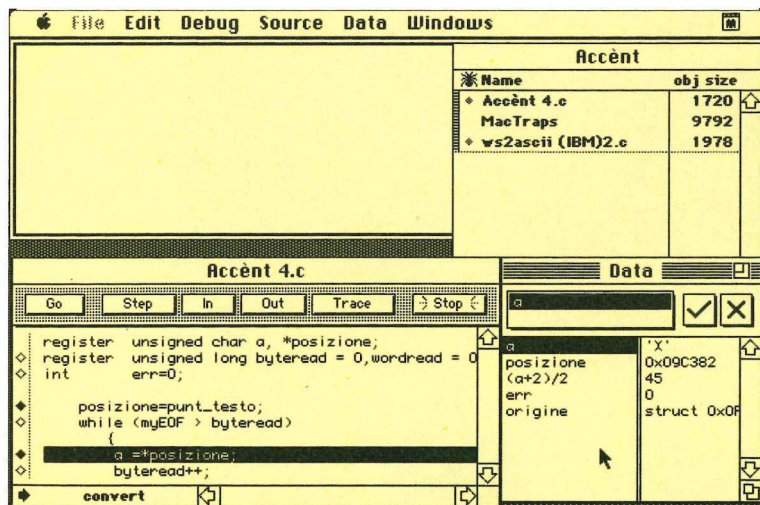 File Edit Debug Source Data Windows
Accènt
Name obj size
Accènt 4.c 1720
MacTraps 9792
ws2ascii (IBM)2.c 1978
Accènt 4.c
Go Step In Out Trace Stop
register unsigned char a, *posizione;
register unsigned long byteread = 0,wordread = 0
int err=0;
posizione=punt_testo;
while (myEOF > byteread)
{
a =*posizione;
byteread++;
convert
Data
a
a 'X'
posizione 0x09C382
(a+2)/2 45
err 0
origine struct 0x0F